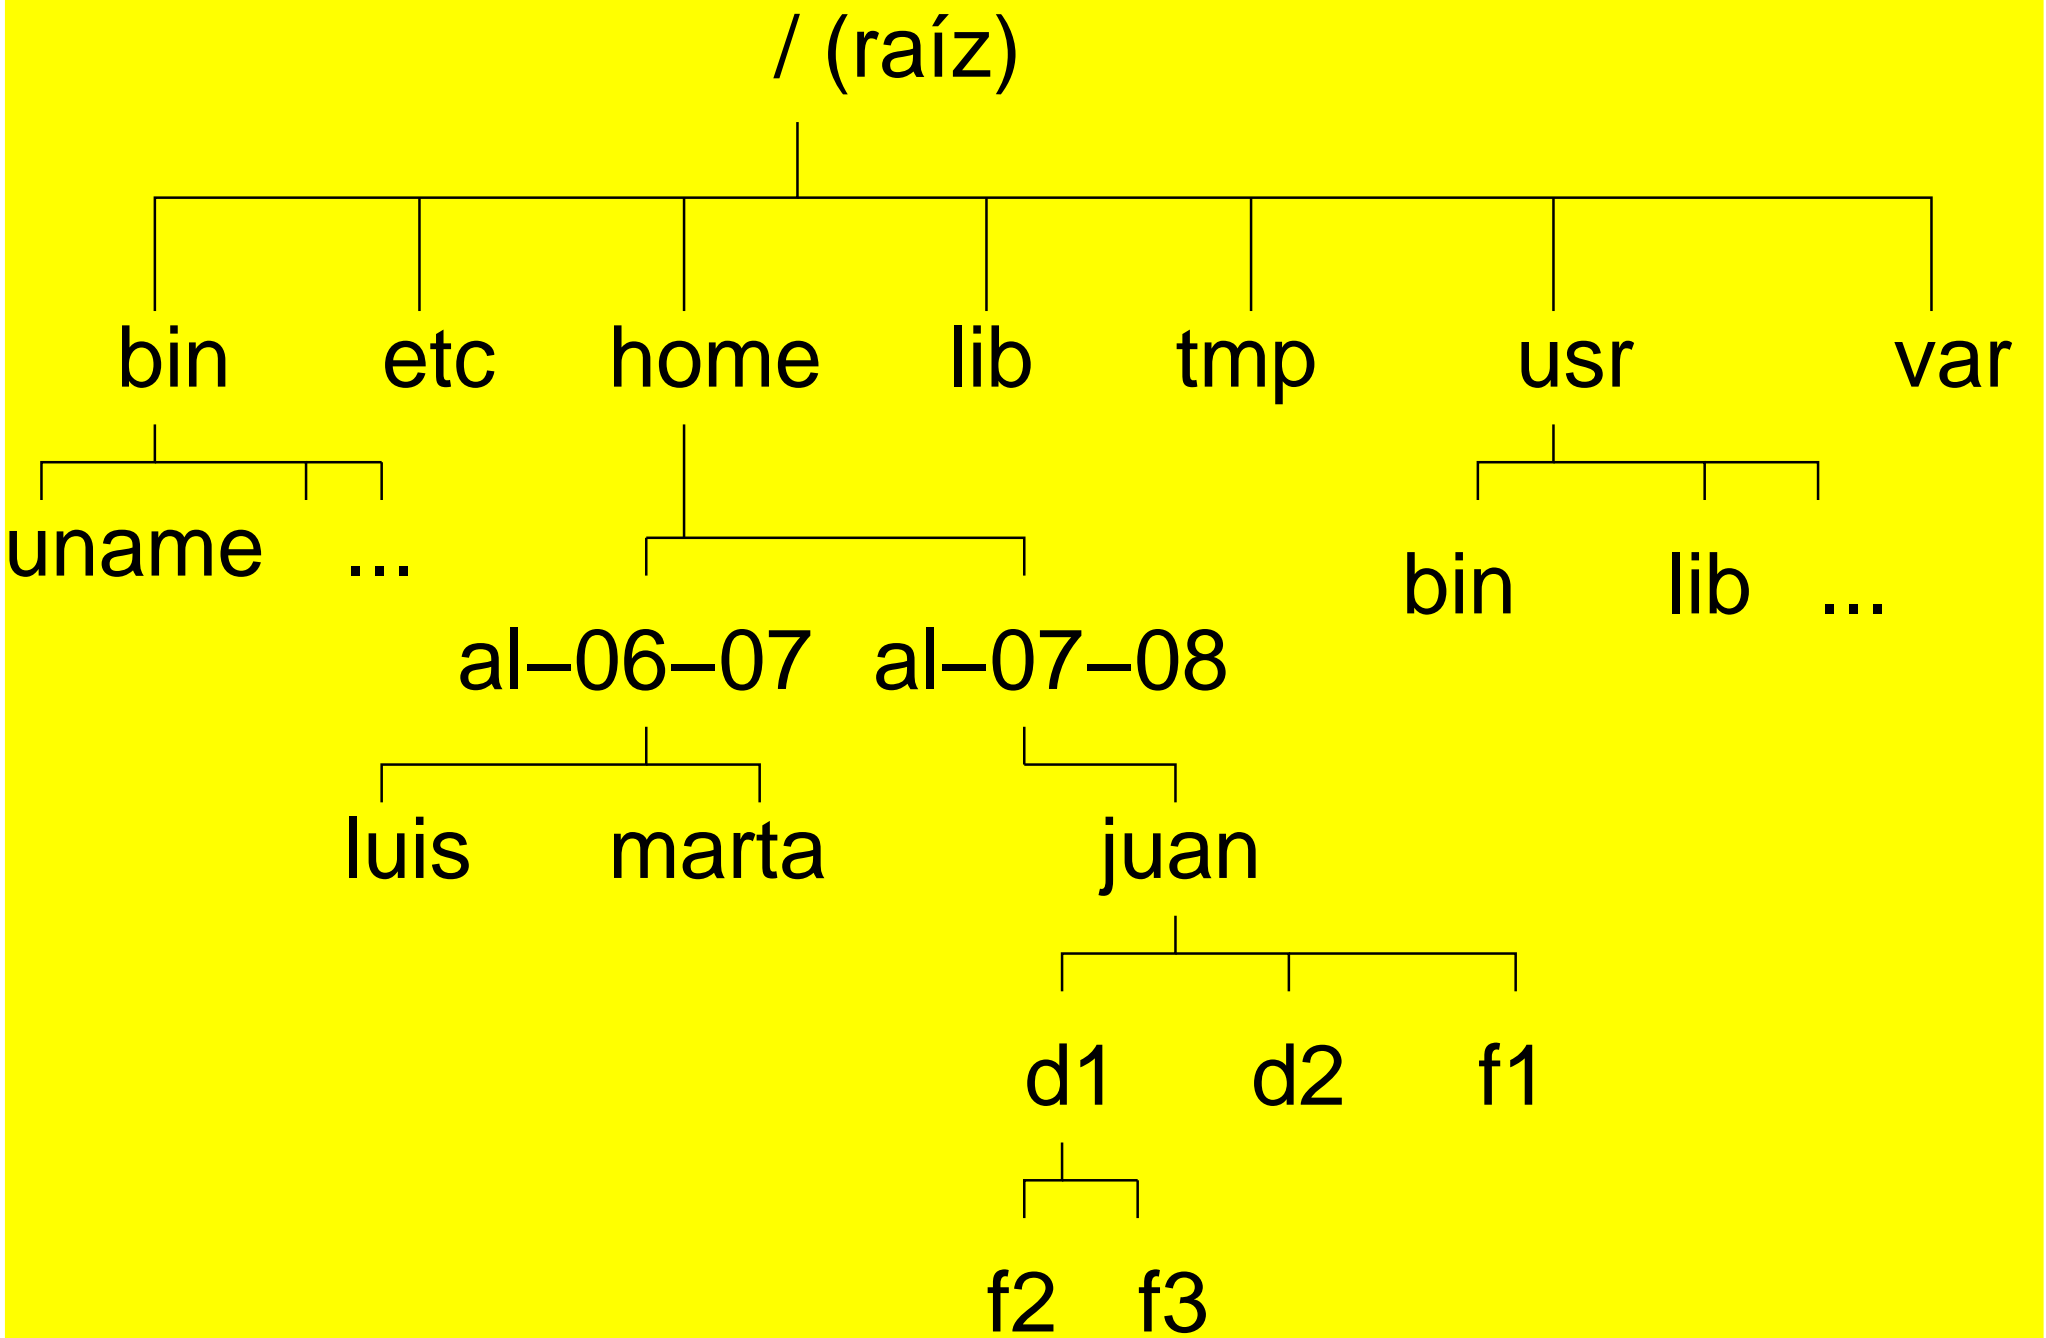 / (raíz)
bin etc home lib tmp usr var
uname ...
bin lib ...
al–06–07 al–07–08
luis marta juan
d1 d2 f1
f2 f3